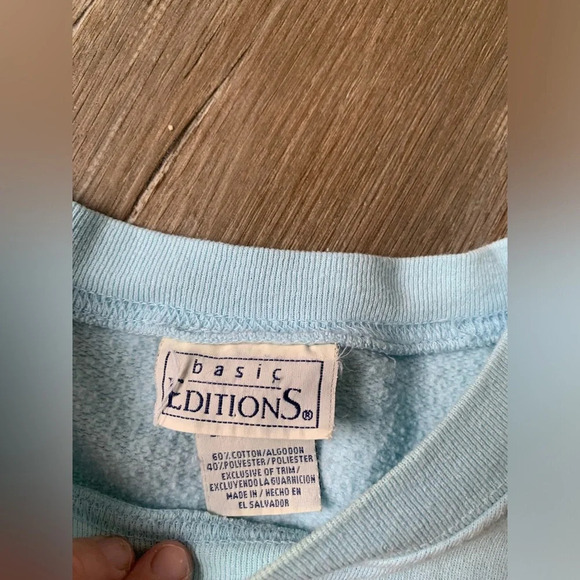 basic
EDITIONS®
60% COTTON/ALGODON
40% POLYESTER/POLIESTER
EXCLUSIVE OF TRIM/
EXCLUYENDO LA GUARNICION
MADE IN / HECHO EN
EL SALVADOR